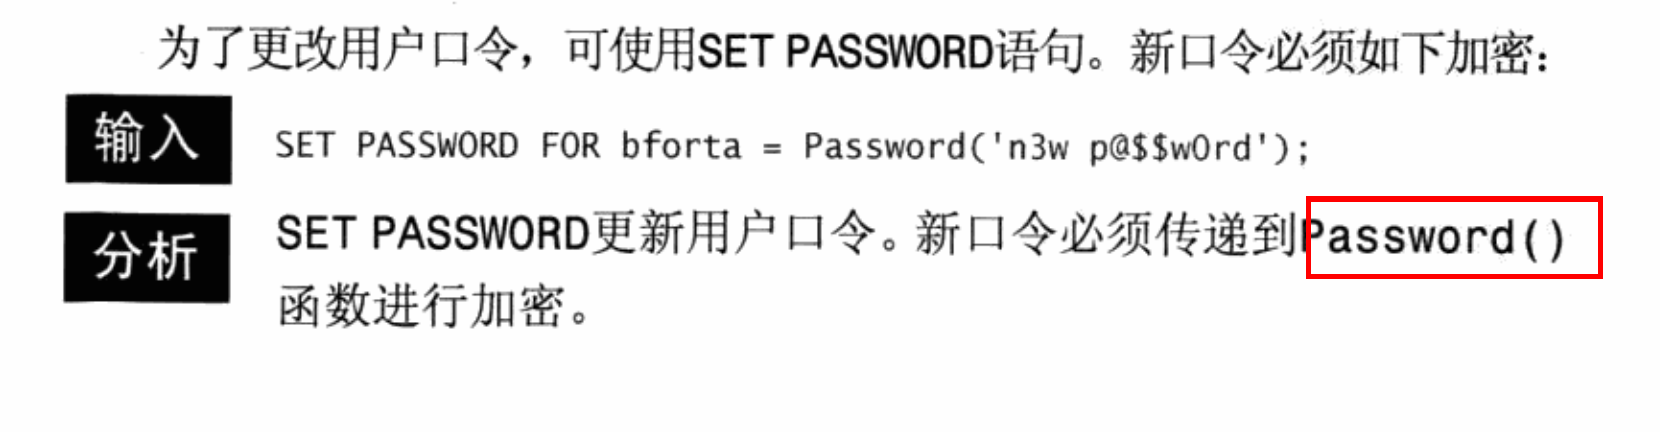 为了更改用户口令，可使用SET PASSWORD语句。新口令必须如下加密：
输入 SET PASSWORD FOR bforta = Password('n3w p@$$w0rd');
分析 SET PASSWORD更新用户口令。新口令必须传递到Password()
函数进行加密。